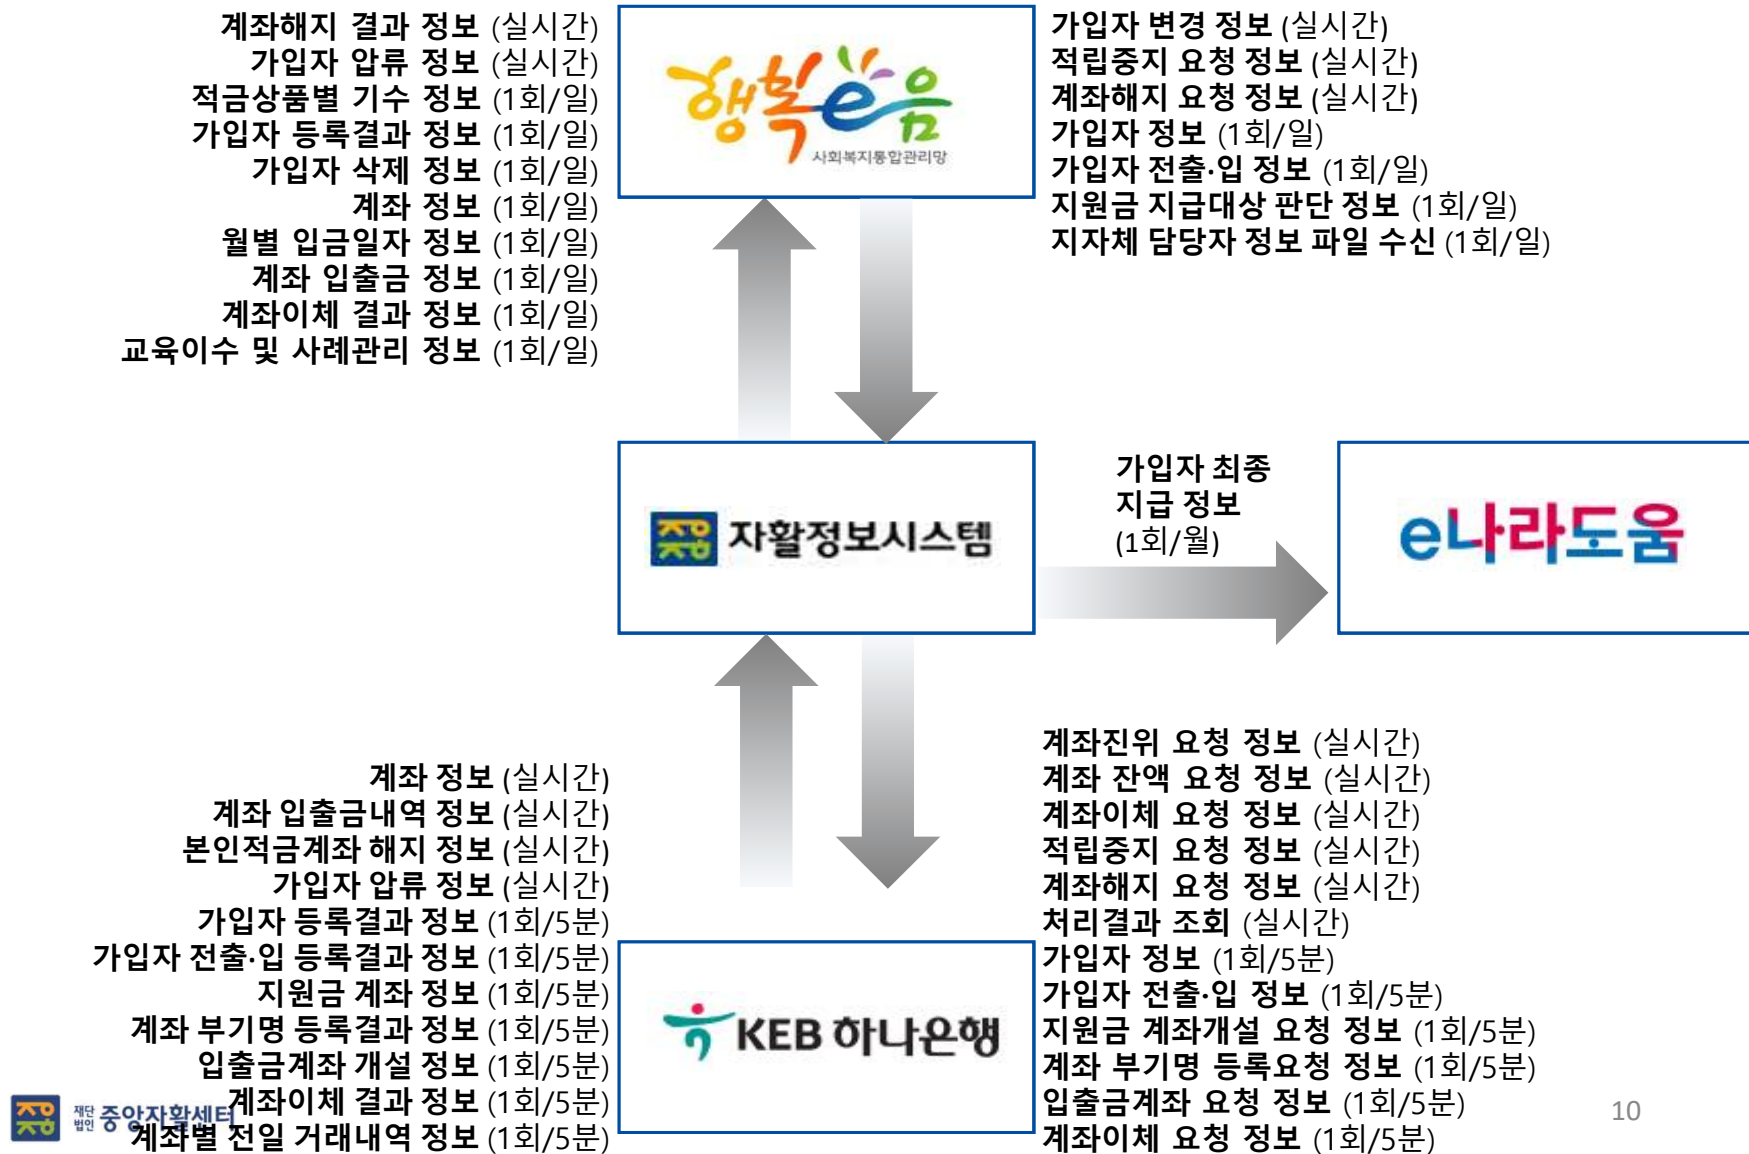 계좌해지 결과 정보 (실시간)
가입자 압류 정보 (실시간)
적금상품별 기수 정보 (1회/일)
가입자 등록결과 정보 (1회/일)
가입자 삭제 정보 (1회/일)
계좌 정보 (1회/일)
월별 입금일자 정보 (1회/일)
계좌 입출금 정보 (1회/일)
계좌이체 결과 정보 (1회/일)
교육이수 및 사례관리 정보 (1회/일)
행복e음
사회복지통합관리망
가입자 변경 정보 (실시간)
적립중지 요청 정보 (실시간)
계좌해지 요청 정보 (실시간)
가입자 정보 (1회/일)
가입자 전출·입 정보 (1회/일)
지원금 지급대상 판단 정보 (1회/일)
지자체 담당자 정보 파일 수신 (1회/일)
자활정보시스템
가입자 최종
지급 정보
(1회/월)
e나라도움
계좌 정보 (실시간)
계좌 입출금내역 정보 (실시간)
본인적금계좌 해지 정보 (실시간)
가입자 압류 정보 (실시간)
가입자 등록결과 정보 (1회/5분)
가입자 전출·입 등록결과 정보 (1회/5분)
지원금 계좌 정보 (1회/5분)
계좌 부기명 등록결과 정보 (1회/5분)
입출금계좌 개설 정보 (1회/5분)
계좌이체 결과 정보 (1회/5분)
계좌별 전일 거래내역 정보 (1회/5분)
KEB 하나은행
계좌진위 요청 정보 (실시간)
계좌 잔액 요청 정보 (실시간)
계좌이체 요청 정보 (실시간)
적립중지 요청 정보 (실시간)
계좌해지 요청 정보 (실시간)
처리결과 조회 (실시간)
가입자 정보 (1회/5분)
가입자 전출·입 정보 (1회/5분)
지원금 계좌개설 요청 정보 (1회/5분)
계좌 부기명 등록요청 정보 (1회/5분)
입출금계좌 요청 정보 (1회/5분)
계좌이체 요청 정보 (1회/5분)
재단법인 중앙자활센터
10